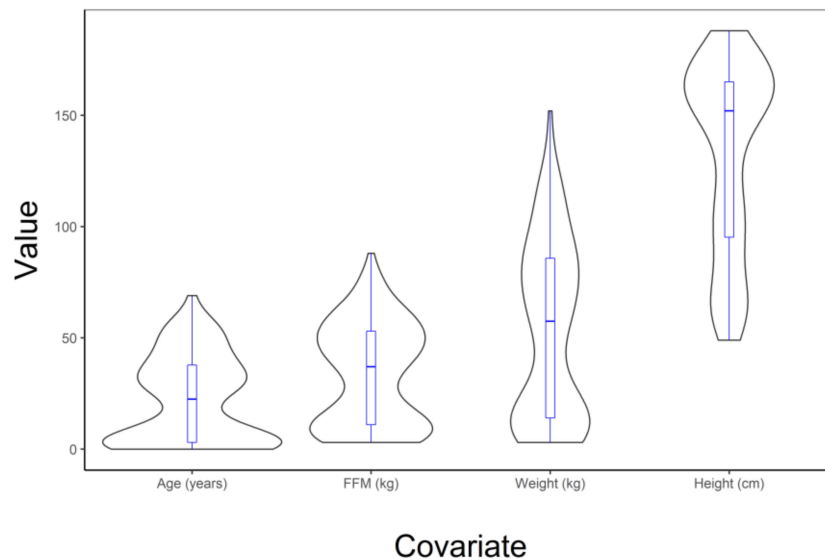 Value
150
100
50
0
Age (years)
FFM (kg)
Weight (kg)
Height (cm)
Covariate